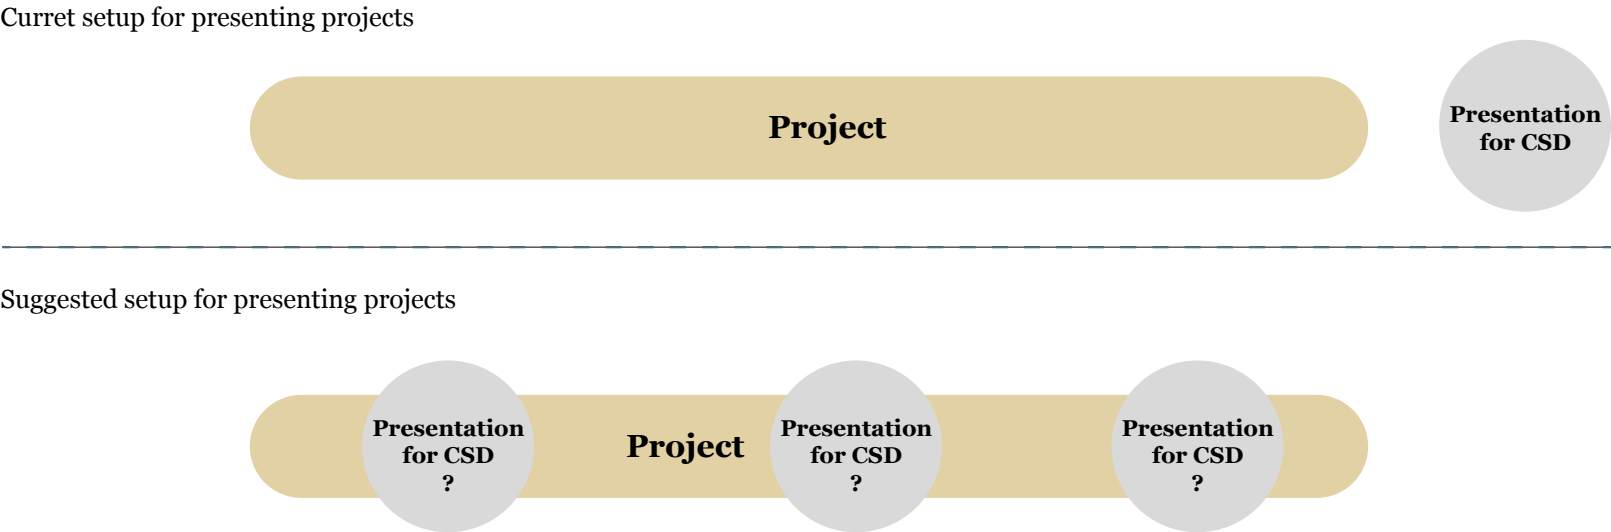 Curret setup for presenting projects
Project
Presentation
for CSD
Suggested setup for presenting projects
Presentation
for CSD
?
Project
Presentation
for CSD
?
Presentation
for CSD
?